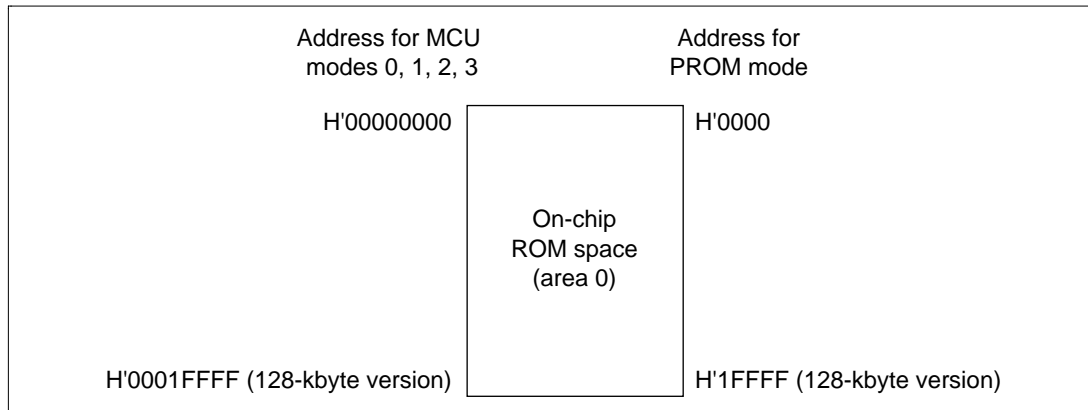 Address for MCU
modes 0, 1, 2, 3
Address for
PROM mode
H'00000000
H'0000
On-chip
ROM space
(area 0)
H'0001FFFF (128-kbyte version)
H'1FFFF (128-kbyte version)